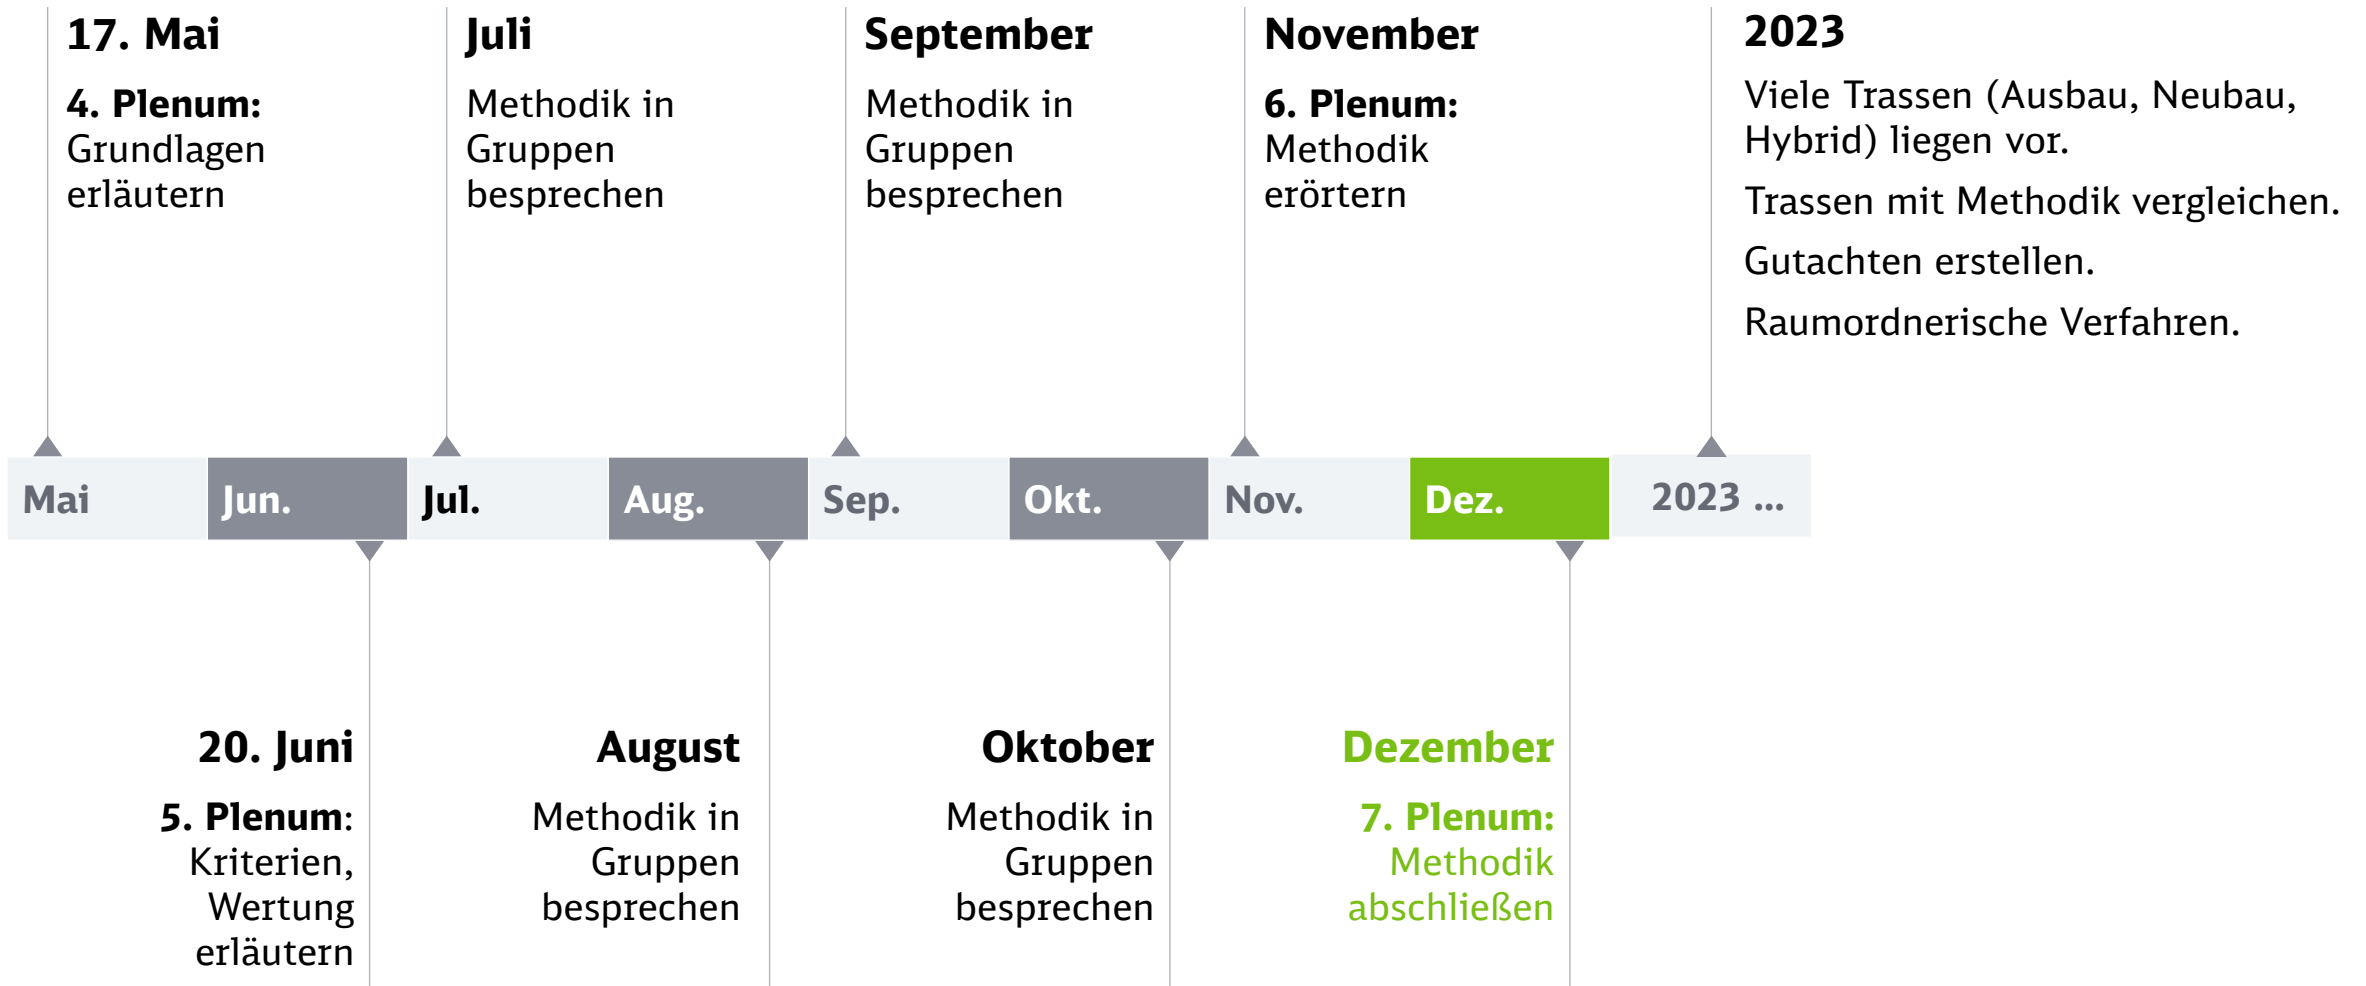 17. Mai
4. Plenum:
Grundlagen
erläutern
Juli
Methodik in
Gruppen
besprechen
September
Methodik in
Gruppen
besprechen
November
6. Plenum:
Methodik
erörtern
2023
Viele Trassen (Ausbau, Neubau,
Hybrid) liegen vor.
Trassen mit Methodik vergleichen.
Gutachten erstellen.
Raumordnerische Verfahren.
Mai
Jun.
Jul.
Aug.
Sep.
Okt.
Nov.
Dez.
2023 ...
20. Juni
5. Plenum:
Kriterien,
Wertung
erläutern
August
Methodik in
Gruppen
besprechen
Oktober
Methodik in
Gruppen
besprechen
Dezember
7. Plenum:
Methodik
abschließen